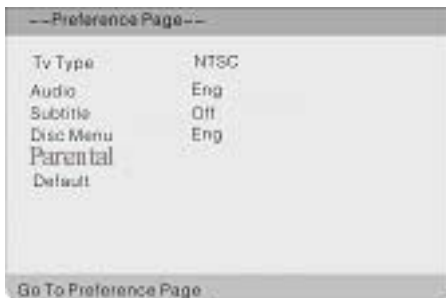 --Preference Page--
Tv Type NTSC
Audio Eng
Subtitle Off
Disc Menu Eng
Parental
Default
Go To Preference Page